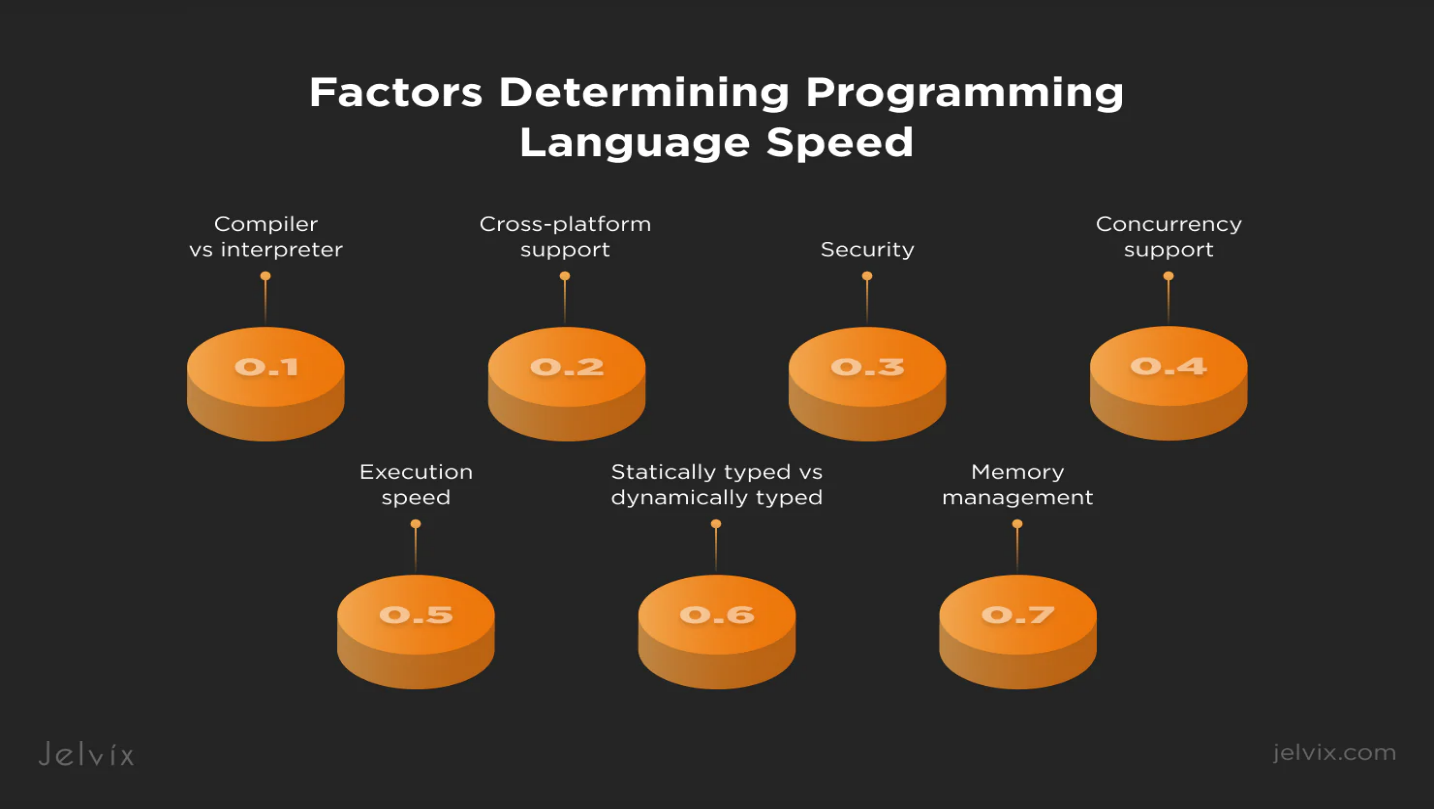 Factors Determining Programming
Language Speed
Compiler
vs interpreter
Cross-platform
support
Security
Concurrency
support
0.1
0.2
0.3
0.4
Execution
speed
Statically typed vs
dynamically typed
Memory
management
0.5
0.6
0.7
Jelvix
jelvix.com